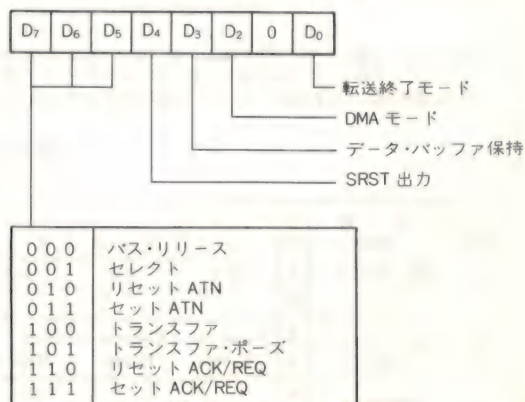 D₇ D₆ D₅ D₄ D₃ D₂ 0 D₀
転送終了モード
DMA モード
データ・バッファ保持
SRST 出力
0 0 0 バス・リリース
0 0 1 セレクト
0 1 0 リセット ATN
0 1 1 セット ATN
1 0 0 トランスファ
1 0 1 トランスファ・ポーズ
1 1 0 リセット ACK/REQ
1 1 1 セット ACK/REQ